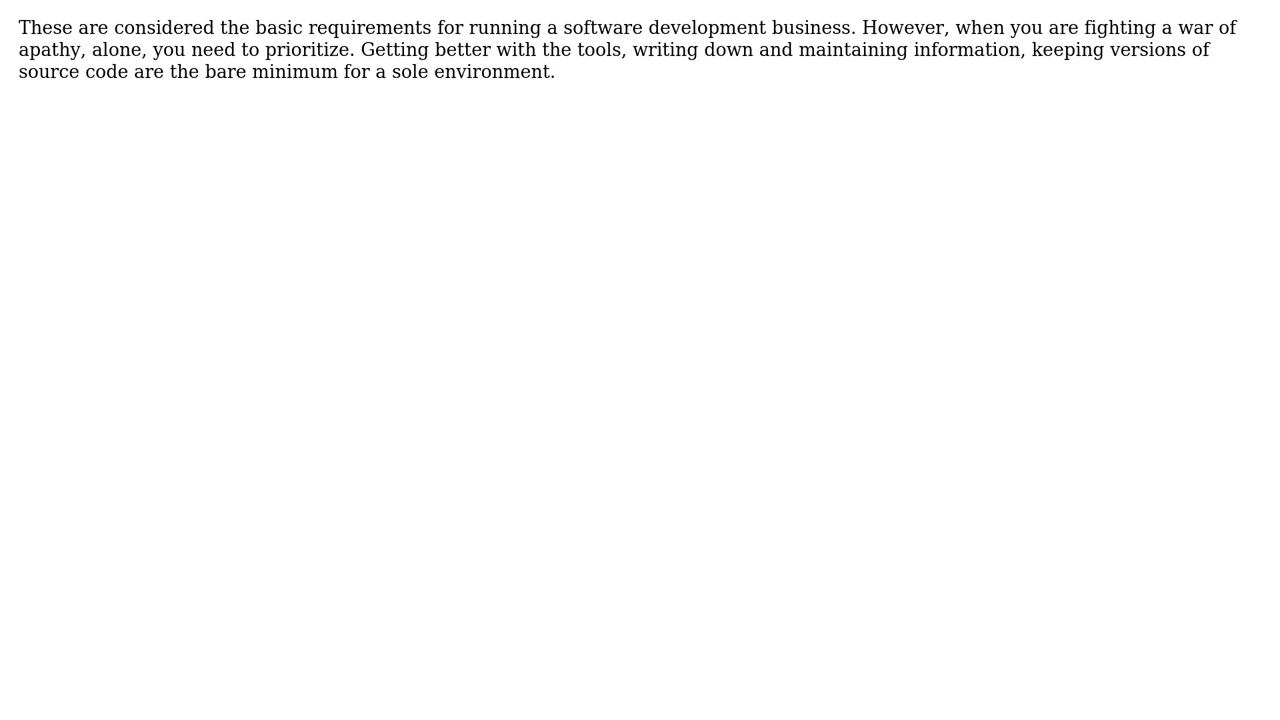 These are considered the basic requirements for running a software development business. However, when you are fighting a war of
apathy, alone, you need to prioritize. Getting better with the tools, writing down and maintaining information, keeping versions of
source code are the bare minimum for a sole environment.